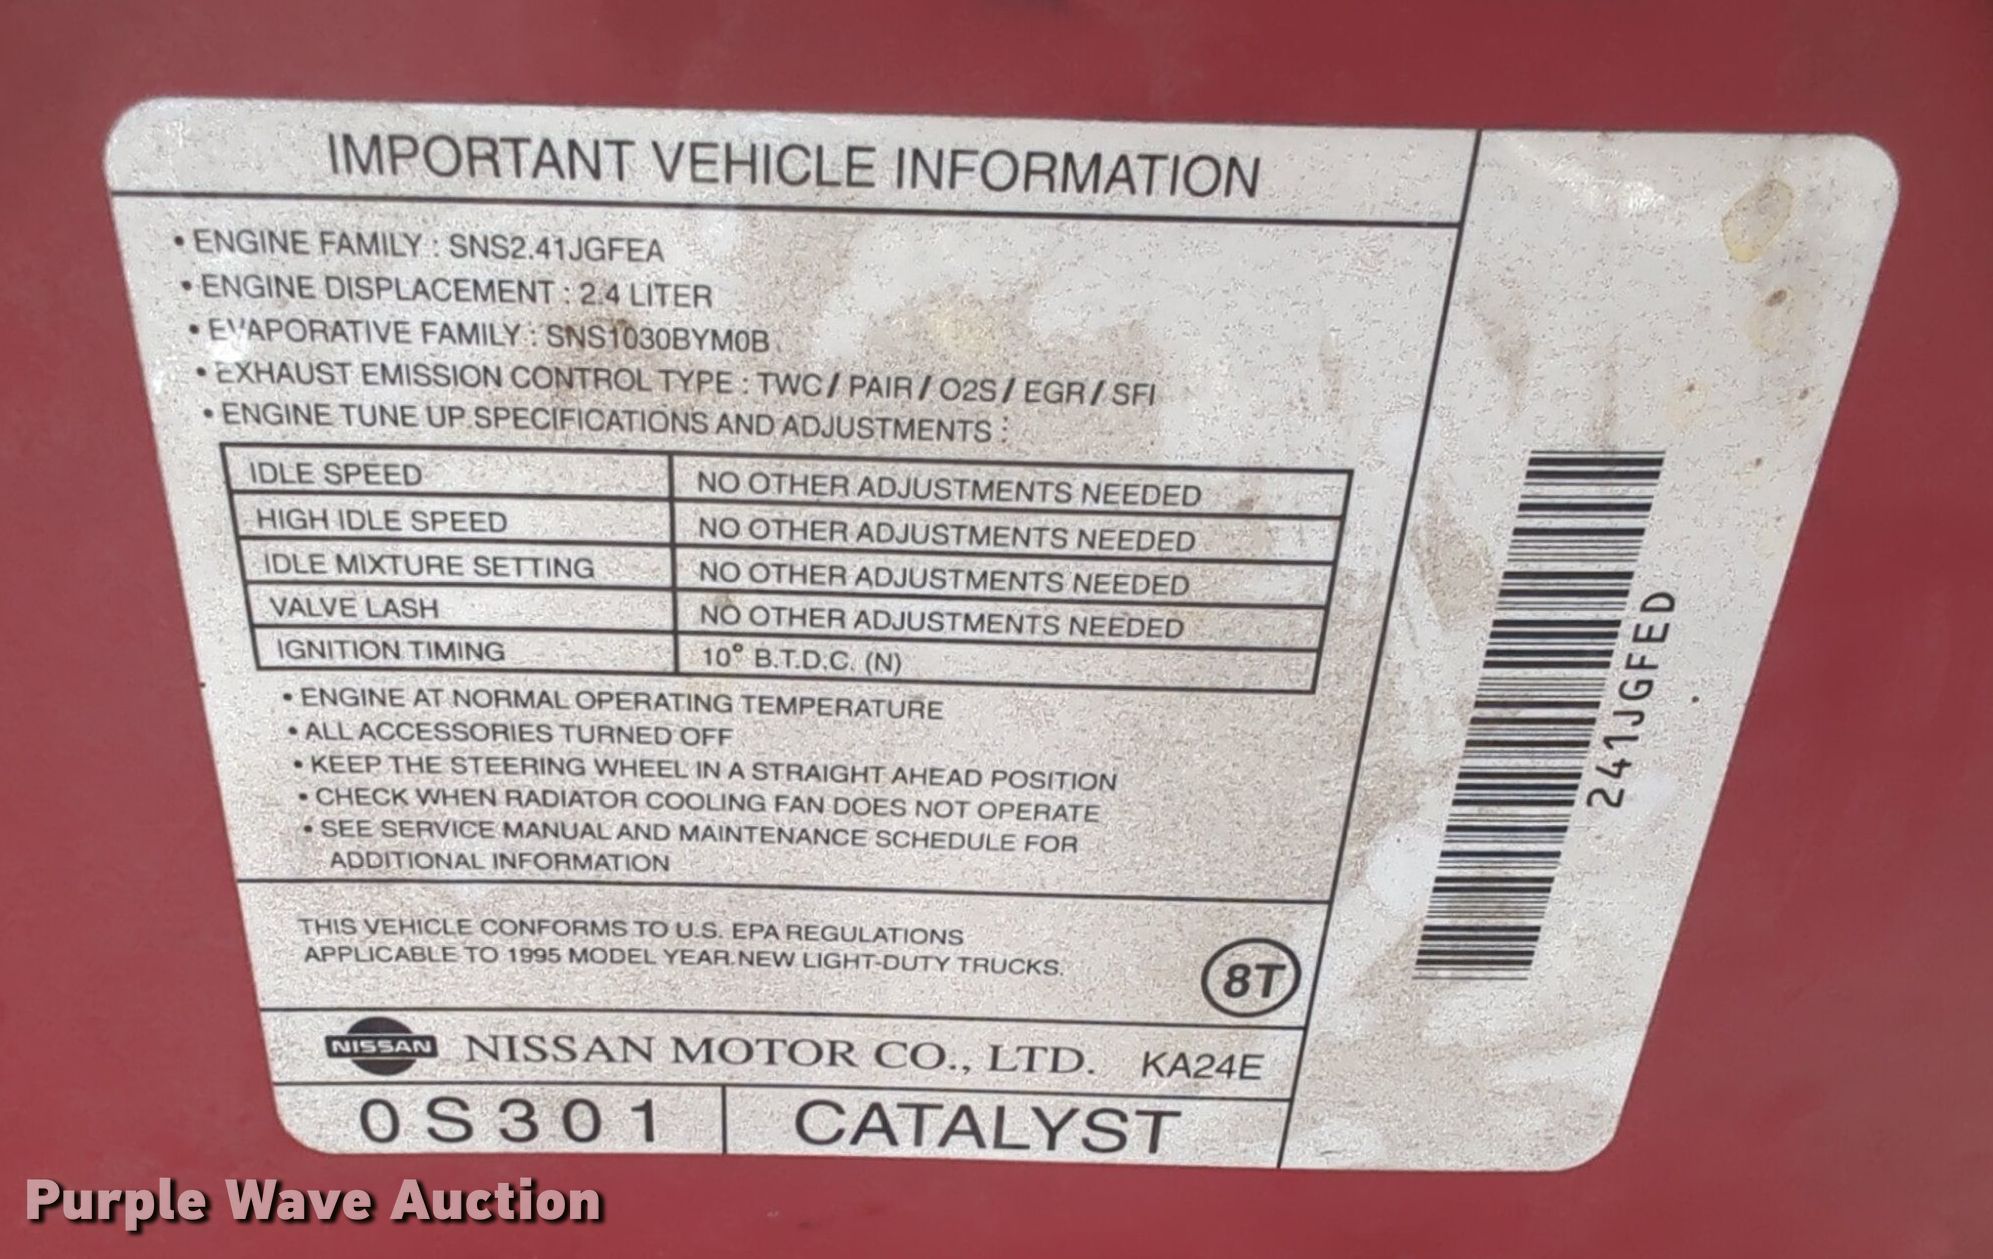 IMPORTANT VEHICLE INFORMATION
• ENGINE FAMILY : SNS2.41JGFEA
• ENGINE DISPLACEMENT : 2.4 LITER
• EVAPORATIVE FAMILY : SNS1030BYM0B
• EXHAUST EMISSION CONTROL TYPE : TWC / PAIR / O2S / EGR / SFI
• ENGINE TUNE UP SPECIFICATIONS AND ADJUSTMENTS :
IDLE SPEED NO OTHER ADJUSTMENTS NEEDED
HIGH IDLE SPEED NO OTHER ADJUSTMENTS NEEDED
IDLE MIXTURE SETTING NO OTHER ADJUSTMENTS NEEDED
VALVE LASH NO OTHER ADJUSTMENTS NEEDED
IGNITION TIMING 10° B.T.D.C. (N)
• ENGINE AT NORMAL OPERATING TEMPERATURE
• ALL ACCESSORIES TURNED OFF
• KEEP THE STEERING WHEEL IN A STRAIGHT AHEAD POSITION
• CHECK WHEN RADIATOR COOLING FAN DOES NOT OPERATE
• SEE SERVICE MANUAL AND MAINTENANCE SCHEDULE FOR
ADDITIONAL INFORMATION
THIS VEHICLE CONFORMS TO U.S. EPA REGULATIONS
APPLICABLE TO 1995 MODEL YEAR NEW LIGHT-DUTY TRUCKS.
8T
NISSAN NISSAN MOTOR CO., LTD. KA24E
0S301 CATALYST
241JGFED
Purple Wave Auction